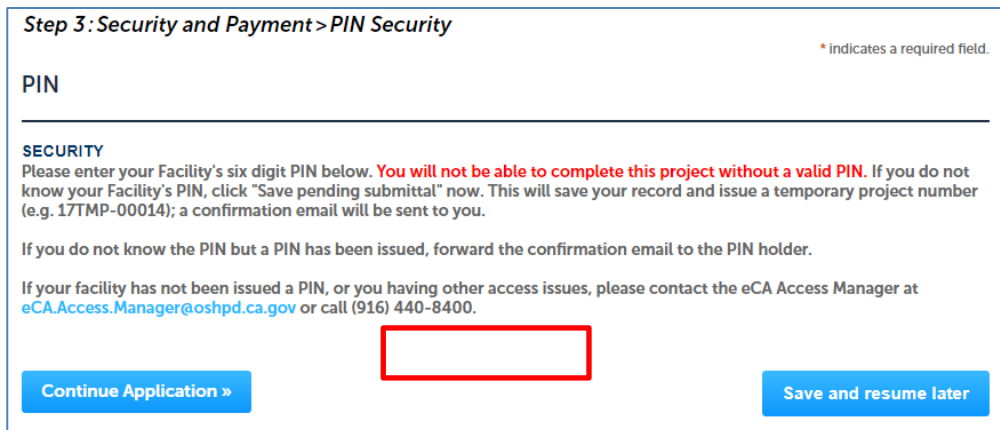 Step 3: Security and Payment > PIN Security
* indicates a required field.
PIN
SECURITY
Please enter your Facility's six digit PIN below. You will not be able to complete this project without a valid PIN. If you do not
know your Facility's PIN, click "Save pending submittal" now. This will save your record and issue a temporary project number
(e.g. 17TMP-00014); a confirmation email will be sent to you.
If you do not know the PIN but a PIN has been issued, forward the confirmation email to the PIN holder.
If your facility has not been issued a PIN, or you having other access issues, please contact the eCA Access Manager at
eCA.Access.Manager@oshpd.ca.gov or call (916) 440-8400.
Continue Application »
Save and resume later